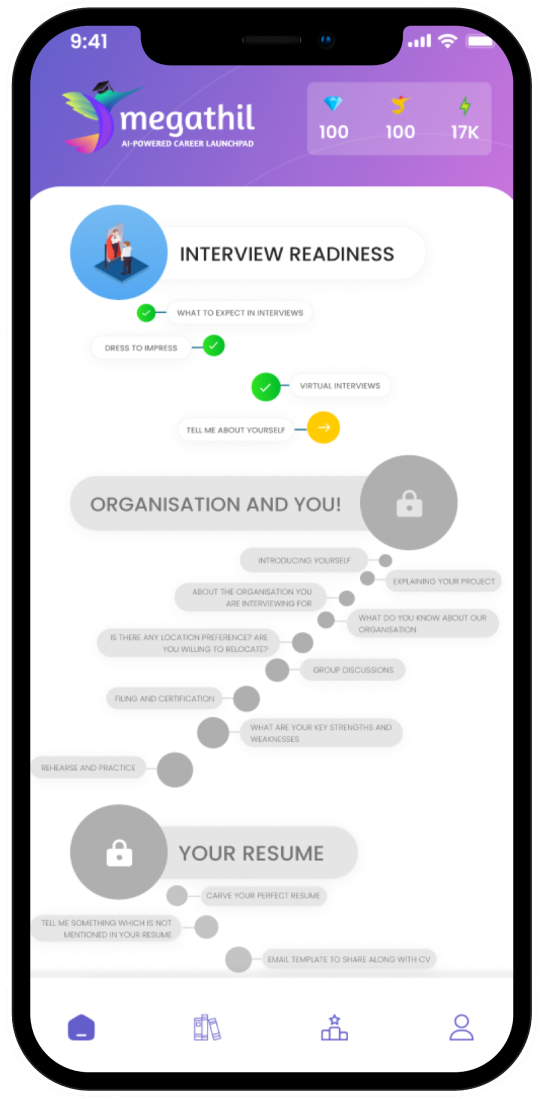 9:41
megathil
AI-POWERED CAREER LAUNCHPAD
100
100
17K
INTERVIEW READINESS
WHAT TO EXPECT IN INTERVIEWS
DRESS TO IMPRESS
VIRTUAL INTERVIEWS
TELL ME ABOUT YOURSELF
ORGANISATION AND YOU!
INTRODUCING YOURSELF
EXPLAINING YOUR PROJECT
ABOUT THE ORGANISATION YOU
ARE INTERVIEWING FOR
WHAT DO YOU KNOW ABOUT OUR
ORGANISATION
IS THERE ANY LOCATION PREFERENCE? ARE
YOU WILLING TO RELOCATE?
GROUP DISCUSSIONS
FILING AND CERTIFICATION
WHAT ARE YOUR KEY STRENGTHS AND
WEAKNESSES
REHEARSE AND PRACTICE
YOUR RESUME
CARVE YOUR PERFECT RESUME
TELL ME SOMETHING WHICH IS NOT
MENTIONED IN YOUR RESUME
EMAIL TEMPLATE TO SHARE ALONG WITH CV